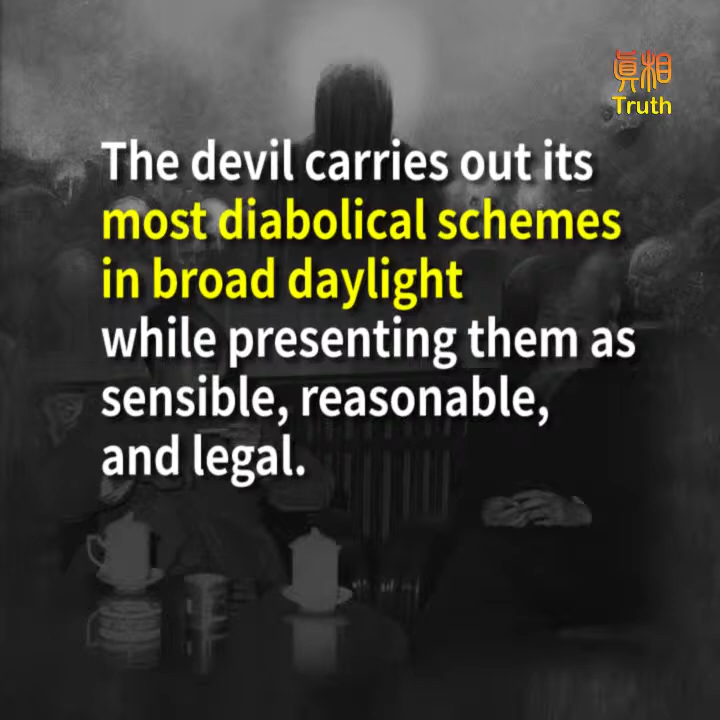 眞相
Truth
The devil carries out its
most diabolical schemes
in broad daylight
while presenting them as
sensible, reasonable,
and legal.